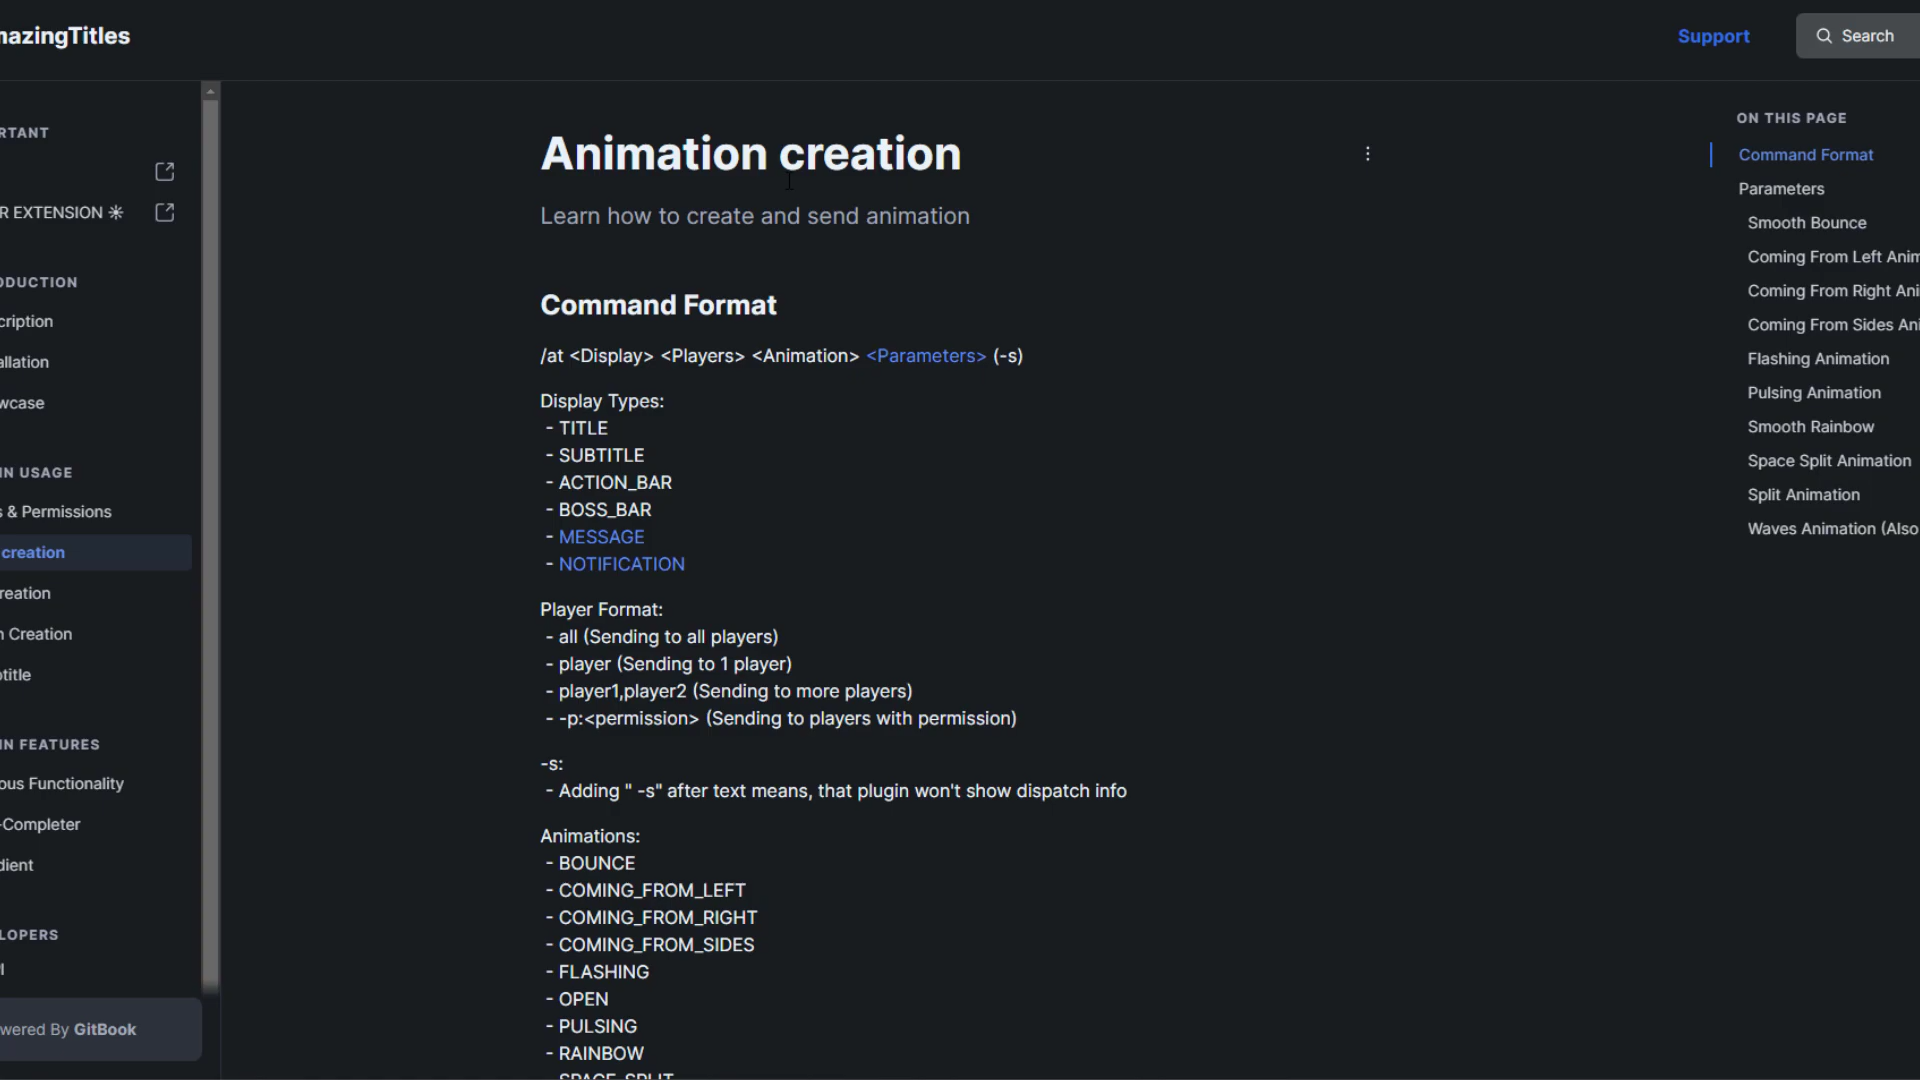 mazingTitles
Support
Search
RTANT
R EXTENSION ☀
ODUCTION
cription
allation
wcase
IN USAGE
s & Permissions
creation
reation
n Creation
otitle
IN FEATURES
ous Functionality
-Completer
dient
LOPERS
PI
wered By GitBook
Animation creation
Learn how to create and send animation
Command Format
/at <Display> <Players> <Animation> <Parameters> (-s)
Display Types:
- TITLE
- SUBTITLE
- ACTION_BAR
- BOSS_BAR
- MESSAGE
- NOTIFICATION
Player Format:
- all (Sending to all players)
- player (Sending to 1 player)
- player1,player2 (Sending to more players)
- -p:<permission> (Sending to players with permission)
-s:
- Adding " -s" after text means, that plugin won't show dispatch info
Animations:
- BOUNCE
- COMING_FROM_LEFT
- COMING_FROM_RIGHT
- COMING_FROM_SIDES
- FLASHING
- OPEN
- PULSING
- RAINBOW
- SPACE_SPLIT
ON THIS PAGE
Command Format
Parameters
Smooth Bounce
Coming From Left Anim
Coming From Right Ani
Coming From Sides Ani
Flashing Animation
Pulsing Animation
Smooth Rainbow
Space Split Animation
Split Animation
Waves Animation (Also